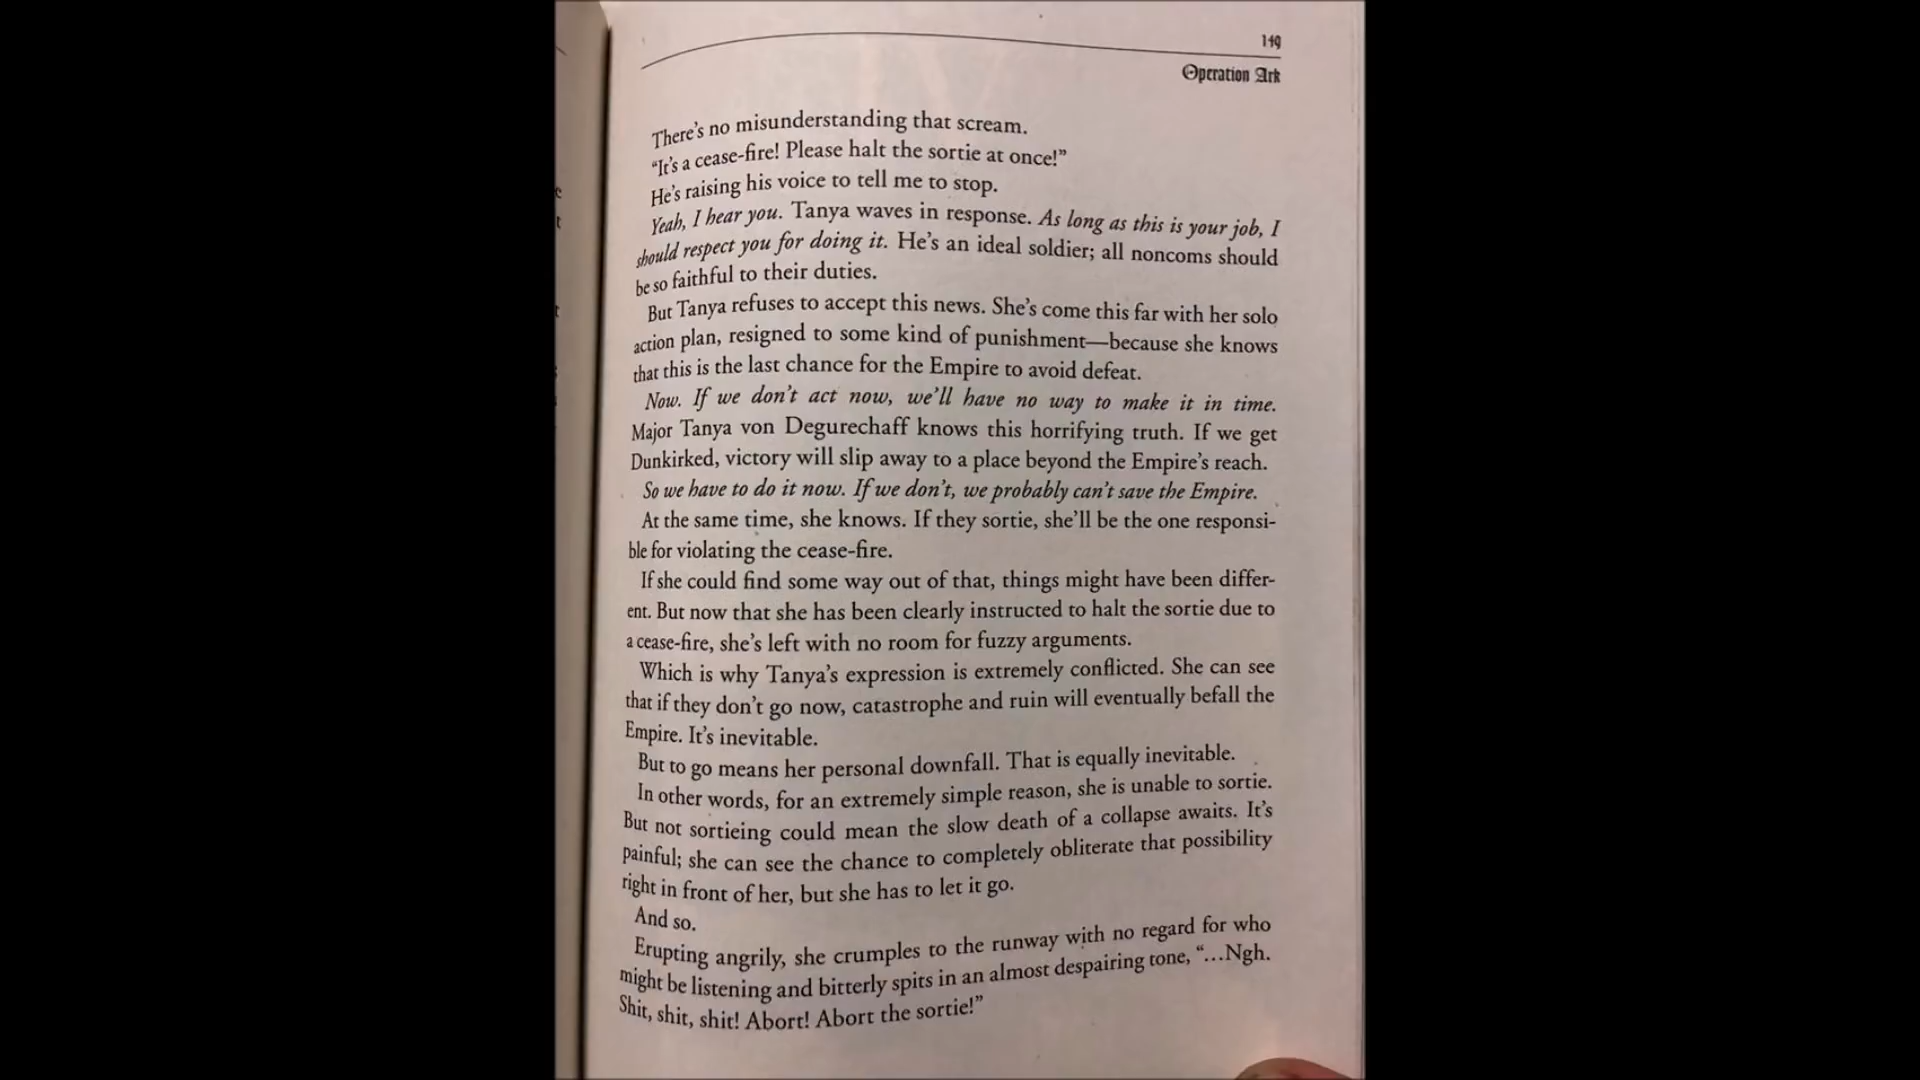 149
Operation Ark
There's no misunderstanding that scream.
“It's a cease-fire! Please halt the sortie at once!”
He's raising his voice to tell me to stop.
Yeah, I hear you. Tanya waves in response. As long as this is your job, I
should respect you for doing it. He's an ideal soldier; all noncoms should
be so faithful to their duties.
But Tanya refuses to accept this news. She's come this far with her solo
action plan, resigned to some kind of punishment—because she knows
that this is the last chance for the Empire to avoid defeat.
Now. If we don't act now, we'll have no way to make it in time.
Major Tanya von Degurechaff knows this horrifying truth. If we get
Dunkirked, victory will slip away to a place beyond the Empire's reach.
So we have to do it now. If we don't, we probably can't save the Empire.
At the same time, she knows. If they sortie, she'll be the one responsi-
ble for violating the cease-fire.
If she could find some way out of that, things might have been differ-
ent. But now that she has been clearly instructed to halt the sortie due to
a cease-fire, she's left with no room for fuzzy arguments.
Which is why Tanya's expression is extremely conflicted. She can see
that if they don't go now, catastrophe and ruin will eventually befall the
Empire. It's inevitable.
But to go means her personal downfall. That is equally inevitable.
In other words, for an extremely simple reason, she is unable to sortie.
But not sortieing could mean the slow death of a collapse awaits. It's
painful; she can see the chance to completely obliterate that possibility
right in front of her, but she has to let it go.
And so.
Erupting angrily, she crumples to the runway with no regard for who
might be listening and bitterly spits in an almost despairing tone, “…Ngh.
Shit, shit, shit! Abort! Abort the sortie!”